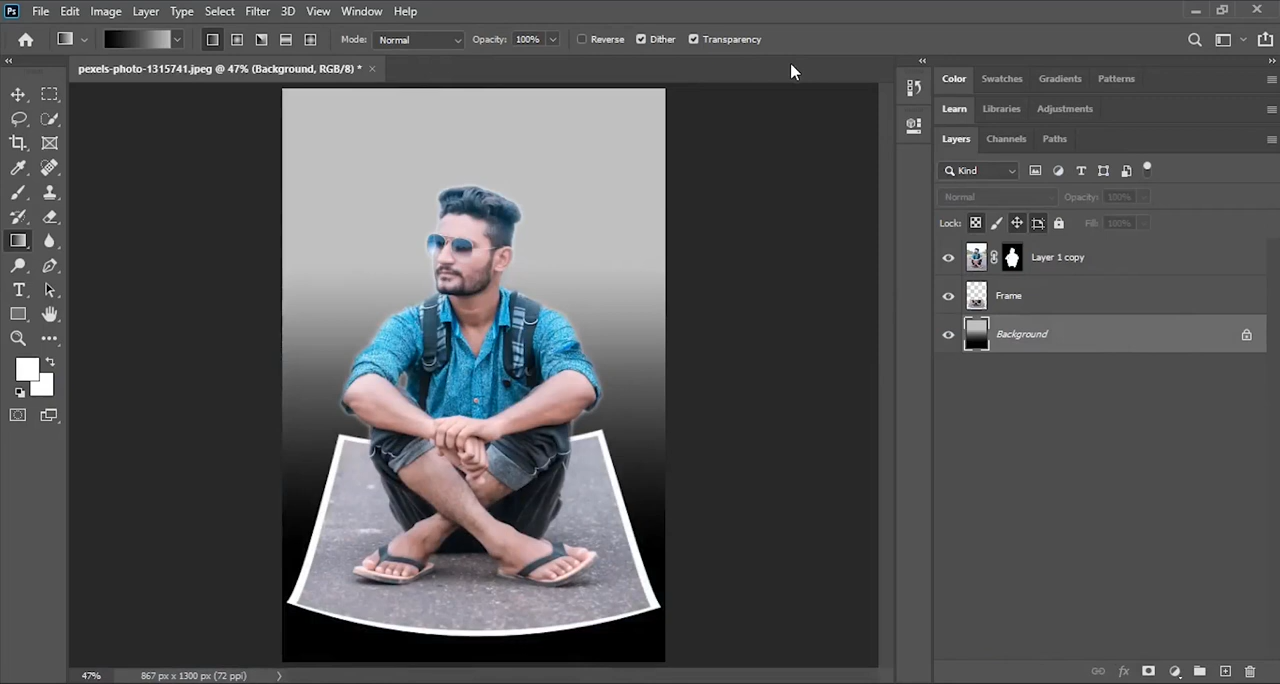 Ps File Edit Image Layer Type Select Filter 3D View Window Help
Mode: Normal Opacity: 100% Reverse Dither Transparency
pexels-photo-1315741.jpeg @ 47% (Background, RGB/8) *
Color Swatches Gradients Patterns
Learn Libraries Adjustments
Layers Channels Paths
Kind
Normal Opacity: 100%
Lock: Fill: 100%
Layer 1 copy
Frame
Background
47% 867 px x 1300 px (72 ppi)